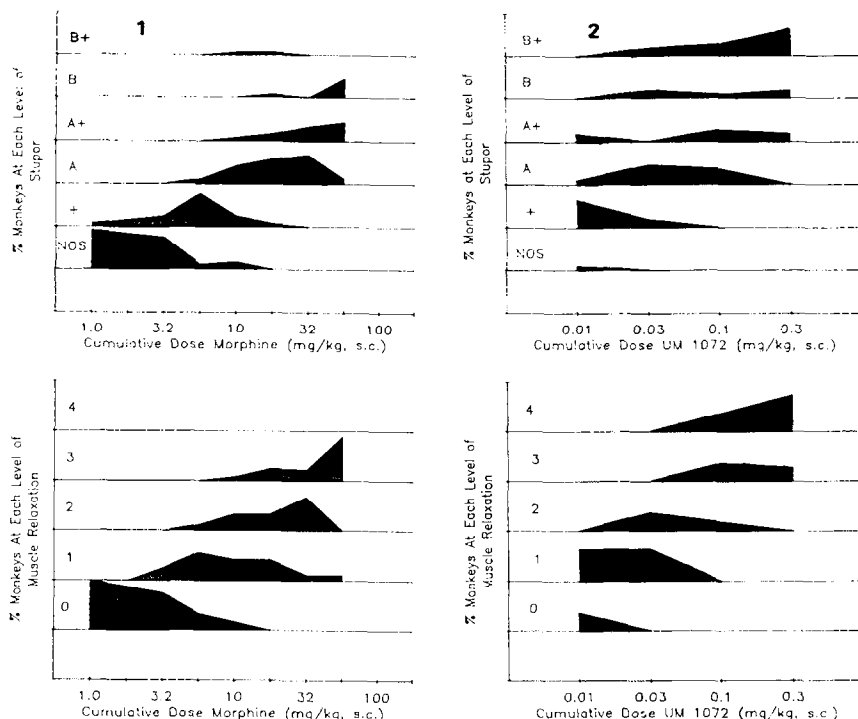 1
% Monkeys At Each Level of
Stupor
B+
B
A+
A
+
NOS
1.0 3.2 10 32 100
Cumulative Dose Morphine (mg/kg, s.c.)
2
% Monkeys at Each Level of
Stupor
B+
B
A+
A
+
NOS
0.01 0.03 0.1 0.3
Cumulative Dose UM 1072 (mg/kg, s.c.)
% Monkeys At Each Level of
Muscle Relaxation
4
3
2
1
0
1.0 3.2 10 32 100
Cumulative Dose Morphine (mg/kg, s.c.)
% Monkeys At Each Level of
Muscle Relaxation
4
3
2
1
0
0.01 0.03 0.1 0.3
Cumulative Dose UM 1072 (mg/kg, s.c.)